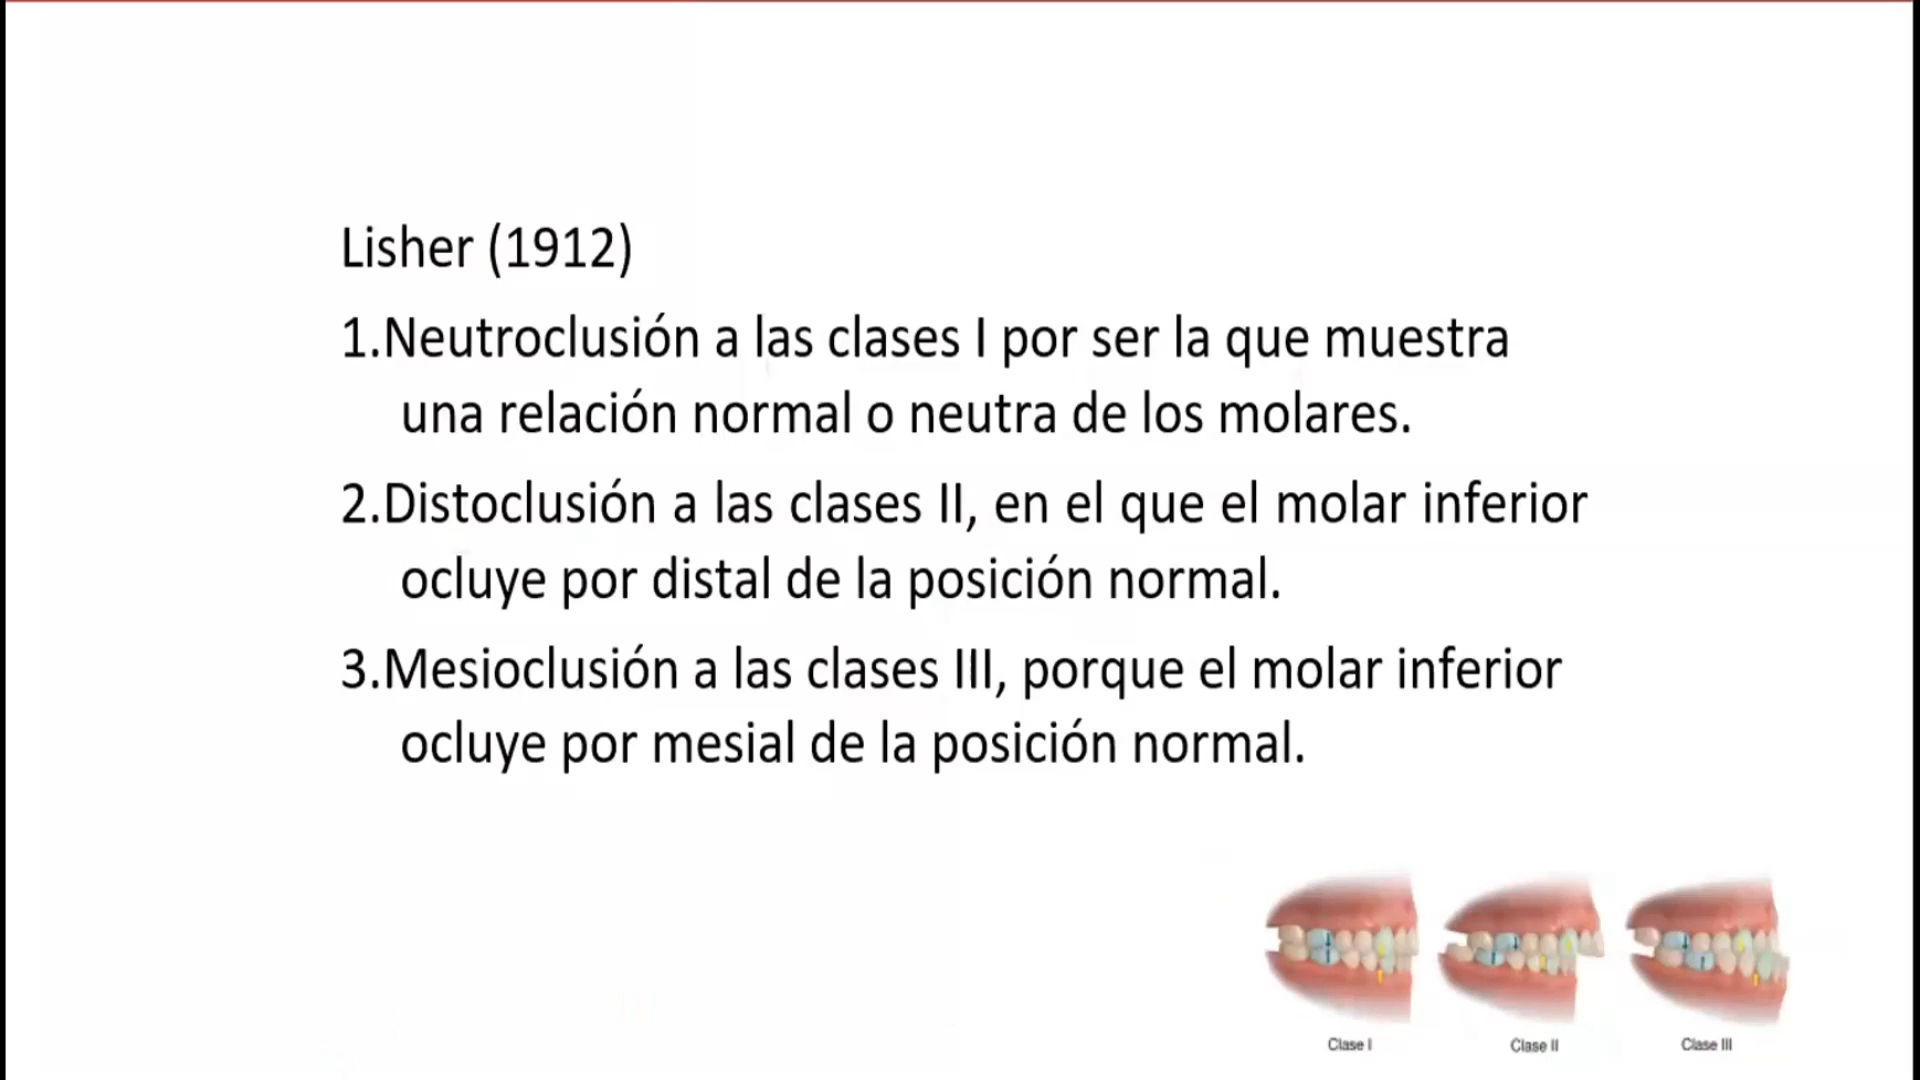 Lisher (1912)
1.Neutroclusión a las clases I por ser la que muestra
una relación normal o neutra de los molares.
2.Distoclusión a las clases II, en el que el molar inferior
ocluye por distal de la posición normal.
3.Mesioclusión a las clases III, porque el molar inferior
ocluye por mesial de la posición normal.
Clase I Clase II Clase III